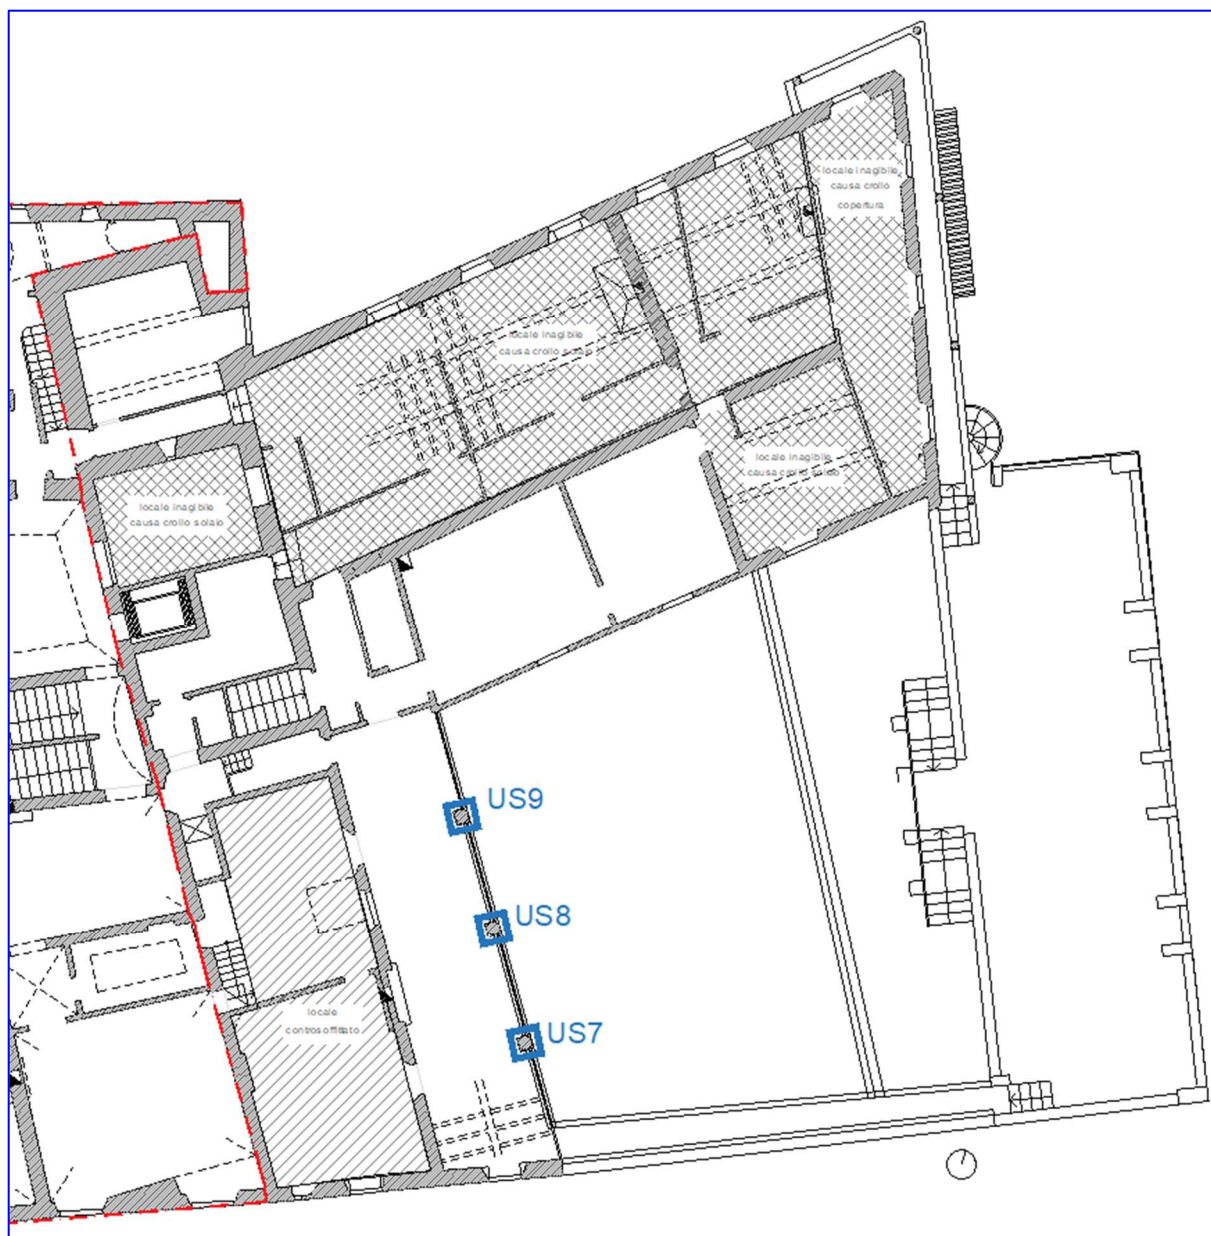 locale inagibile
causa crollo
copertura
locale inagibile
causa crollo solaio
locale inagibile
causa crollo solaio
locale inagibile
causa crollo solaio
US9
US8
US7
locale
controsoffittato